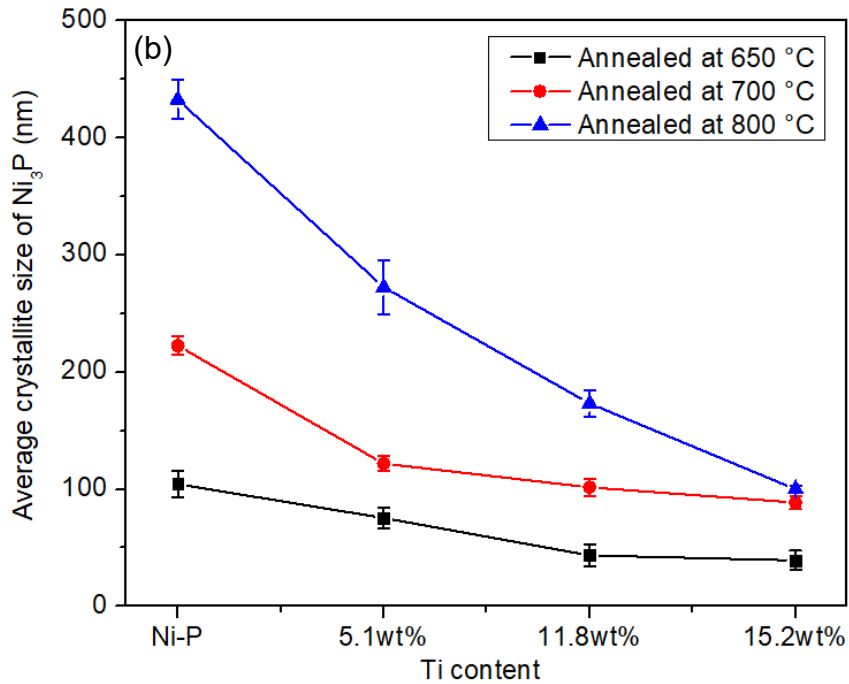 (b)
Annealed at 650 °C
Annealed at 700 °C
Annealed at 800 °C
Average crystallite size of Ni₃P (nm)
500
400
300
200
100
0
Ni-P 5.1wt% 11.8wt% 15.2wt%
Ti content